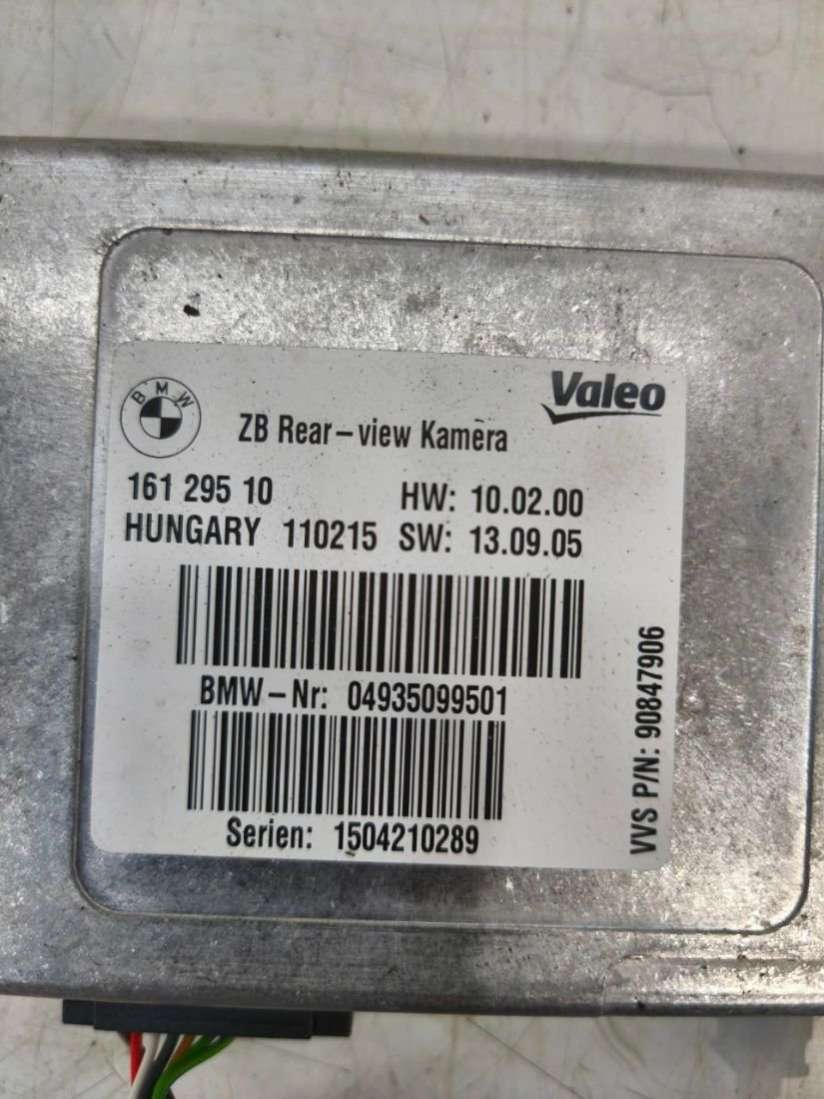 BMW
Valeo
ZB Rear-view Kamera
161 295 10 HW: 10.02.00
HUNGARY 110215 SW: 13.09.05
BMW-Nr: 04935099501
Serien: 1504210289
VVS P/N: 90847906